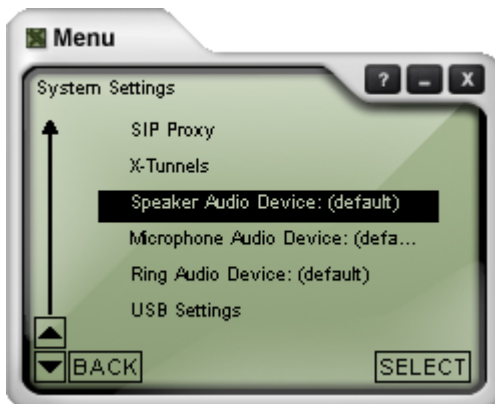 Menu
? – X
System Settings
SIP Proxy
X-Tunnels
Speaker Audio Device: (default)
Microphone Audio Device: (defa...
Ring Audio Device: (default)
USB Settings
BACK SELECT